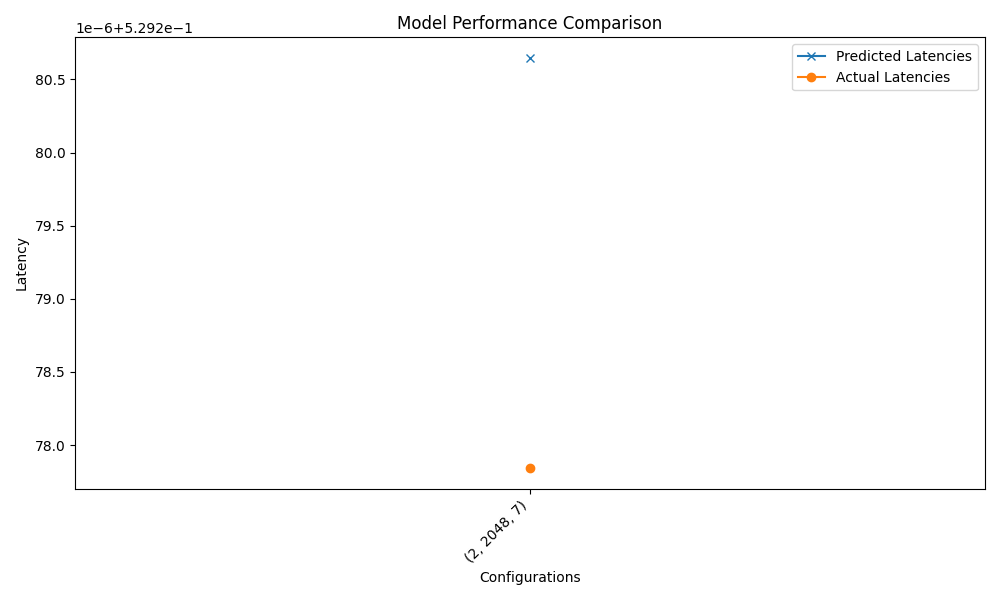 Model Performance Comparison
1e−6+5.292e−1
80.5
80.0
79.5
79.0
78.5
78.0
Latency
Predicted Latencies
Actual Latencies
(2, 2048, 7)
Configurations